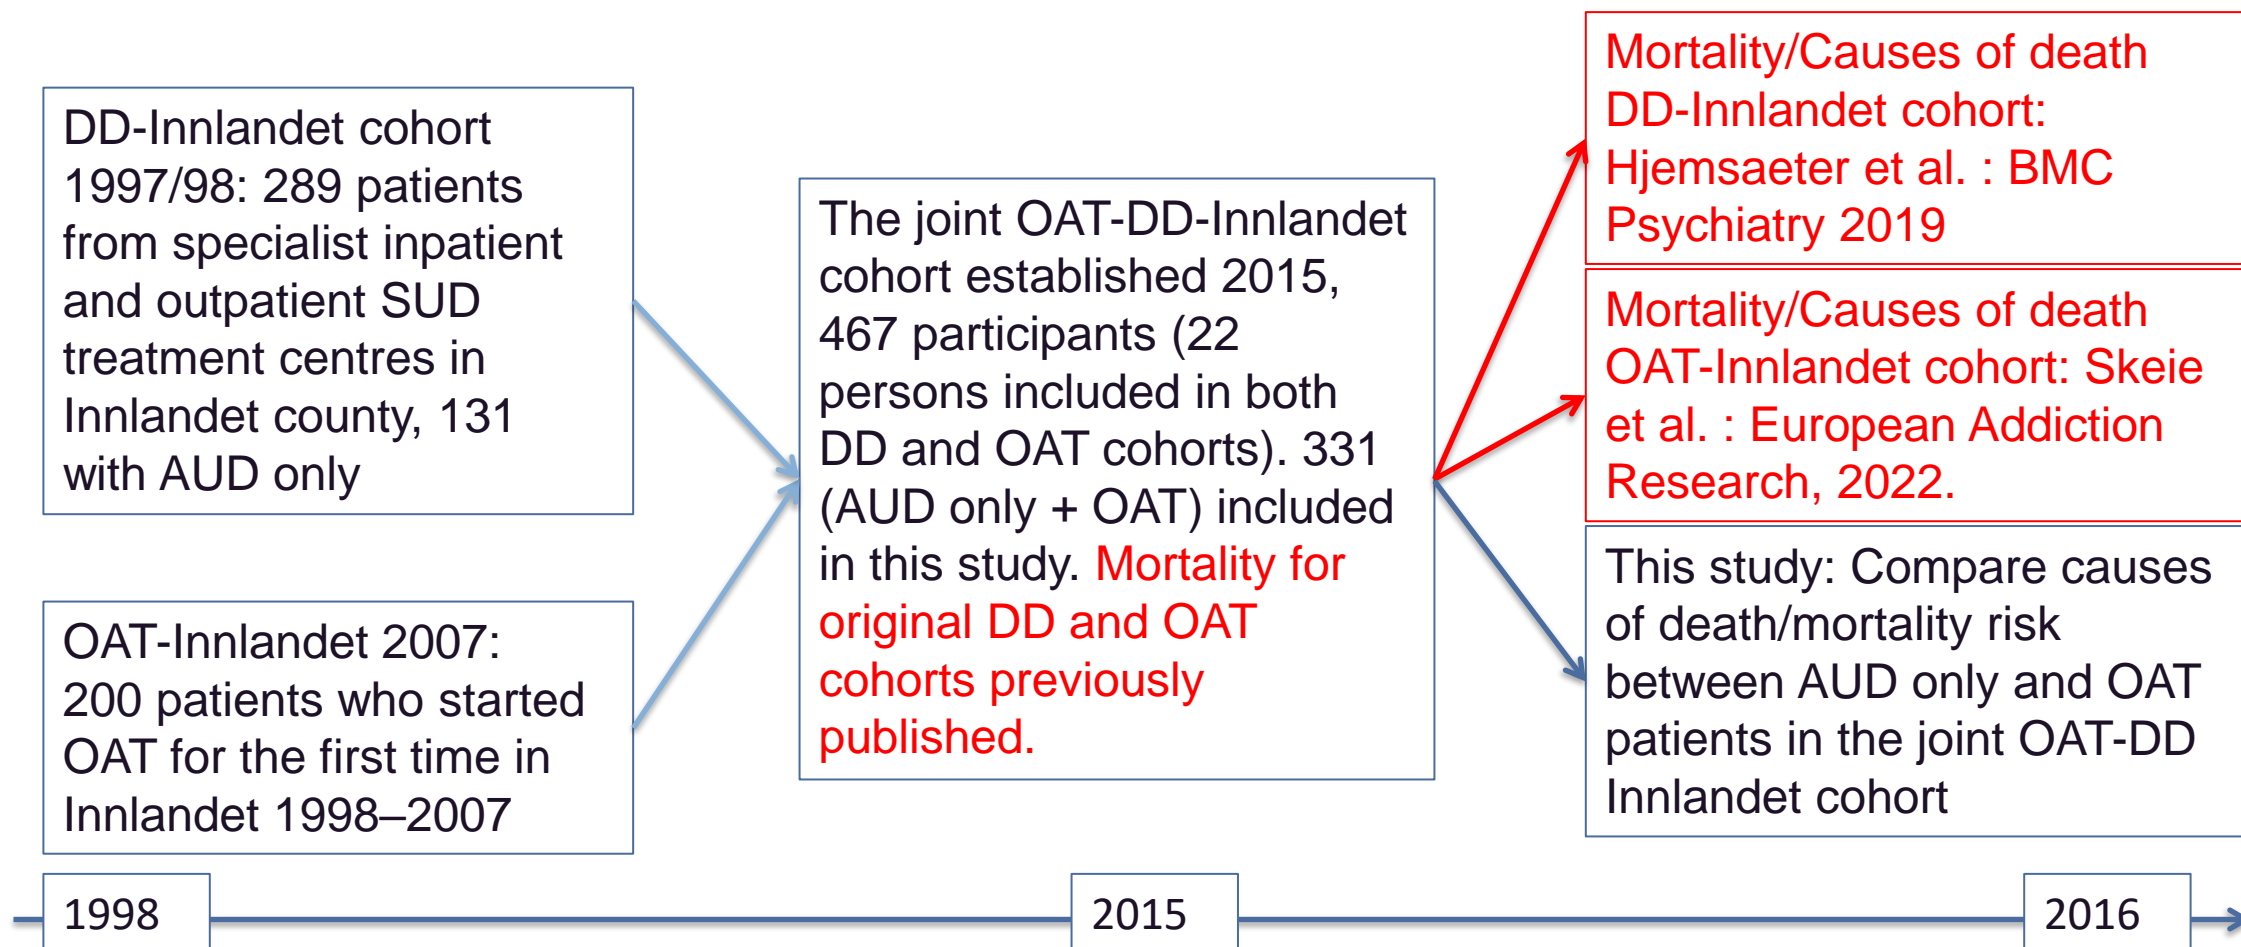 DD-Innlandet cohort
1997/98: 289 patients
from specialist inpatient
and outpatient SUD
treatment centres in
Innlandet county, 131
with AUD only
OAT-Innlandet 2007:
200 patients who started
OAT for the first time in
Innlandet 1998–2007
The joint OAT-DD-Innlandet
cohort established 2015,
467 participants (22
persons included in both
DD and OAT cohorts). 331
(AUD only + OAT) included
in this study. Mortality for
original DD and OAT
cohorts previously
published.
Mortality/Causes of death
DD-Innlandet cohort:
Hjemsaeter et al. : BMC
Psychiatry 2019
Mortality/Causes of death
OAT-Innlandet cohort: Skeie
et al. : European Addiction
Research, 2022.
This study: Compare causes
of death/mortality risk
between AUD only and OAT
patients in the joint OAT-DD
Innlandet cohort
1998
2015
2016